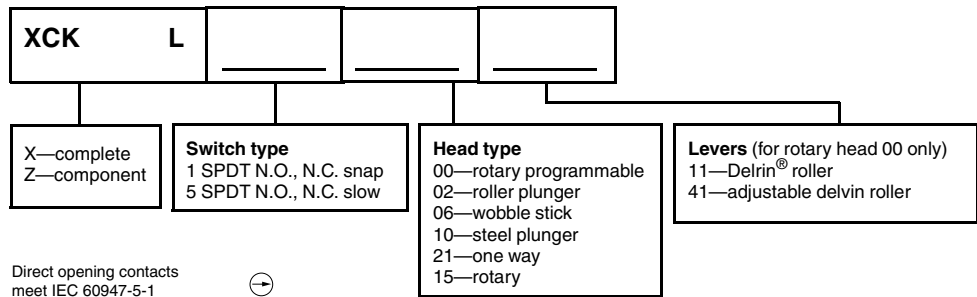 XCK L
X—complete
Z—component
Switch type
1 SPDT N.O., N.C. snap
5 SPDT N.O., N.C. slow
Head type
00—rotary programmable
02—roller plunger
06—wobble stick
10—steel plunger
21—one way
15—rotary
Levers (for rotary head 00 only)
11—Delrin® roller
41—adjustable delvin roller
Direct opening contacts
meet IEC 60947-5-1